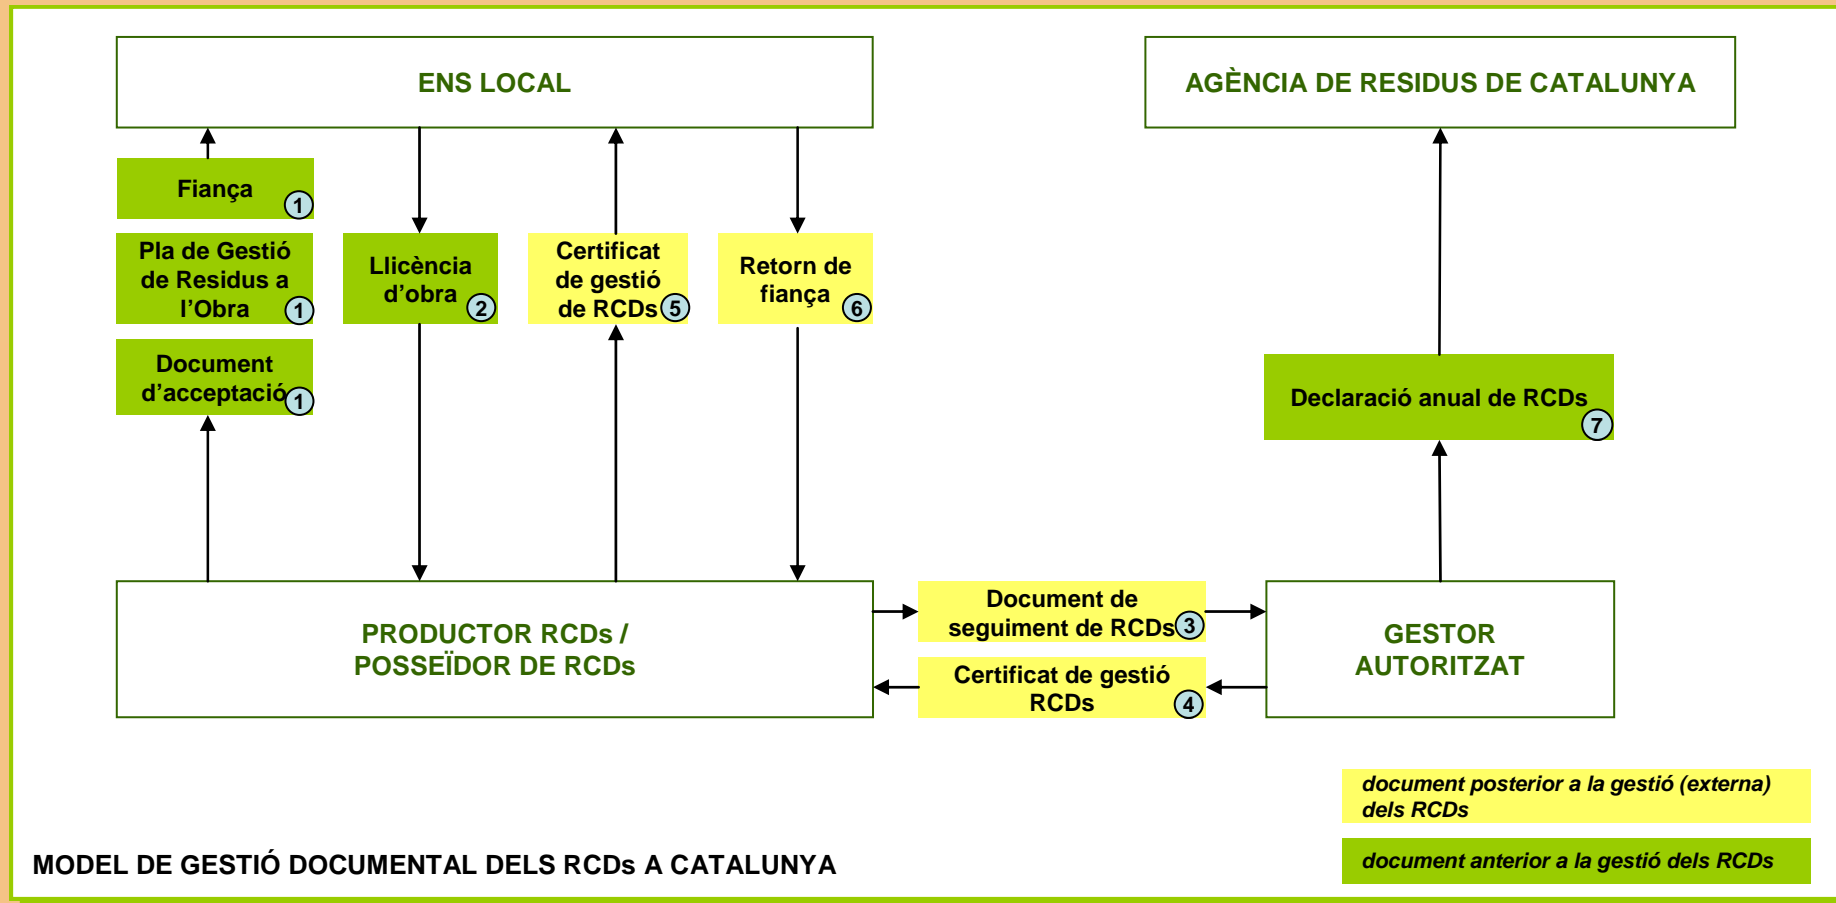 ENS LOCAL
AGÈNCIA DE RESIDUS DE CATALUNYA
Fiança
1
Pla de Gestió
de Residus a
l’Obra
1
Document
d’acceptació
1
Llicència
d’obra
2
Certificat
de gestió
de RCDs
5
Retorn de
fiança
6
Declaració anual de RCDs
7
PRODUCTOR RCDs /
POSSEÏDOR DE RCDs
Document de
seguiment de RCDs
3
Certificat de gestió
RCDs
4
GESTOR
AUTORITZAT
document posterior a la gestió (externa)
dels RCDs
document anterior a la gestió dels RCDs
MODEL DE GESTIÓ DOCUMENTAL DELS RCDs A CATALUNYA